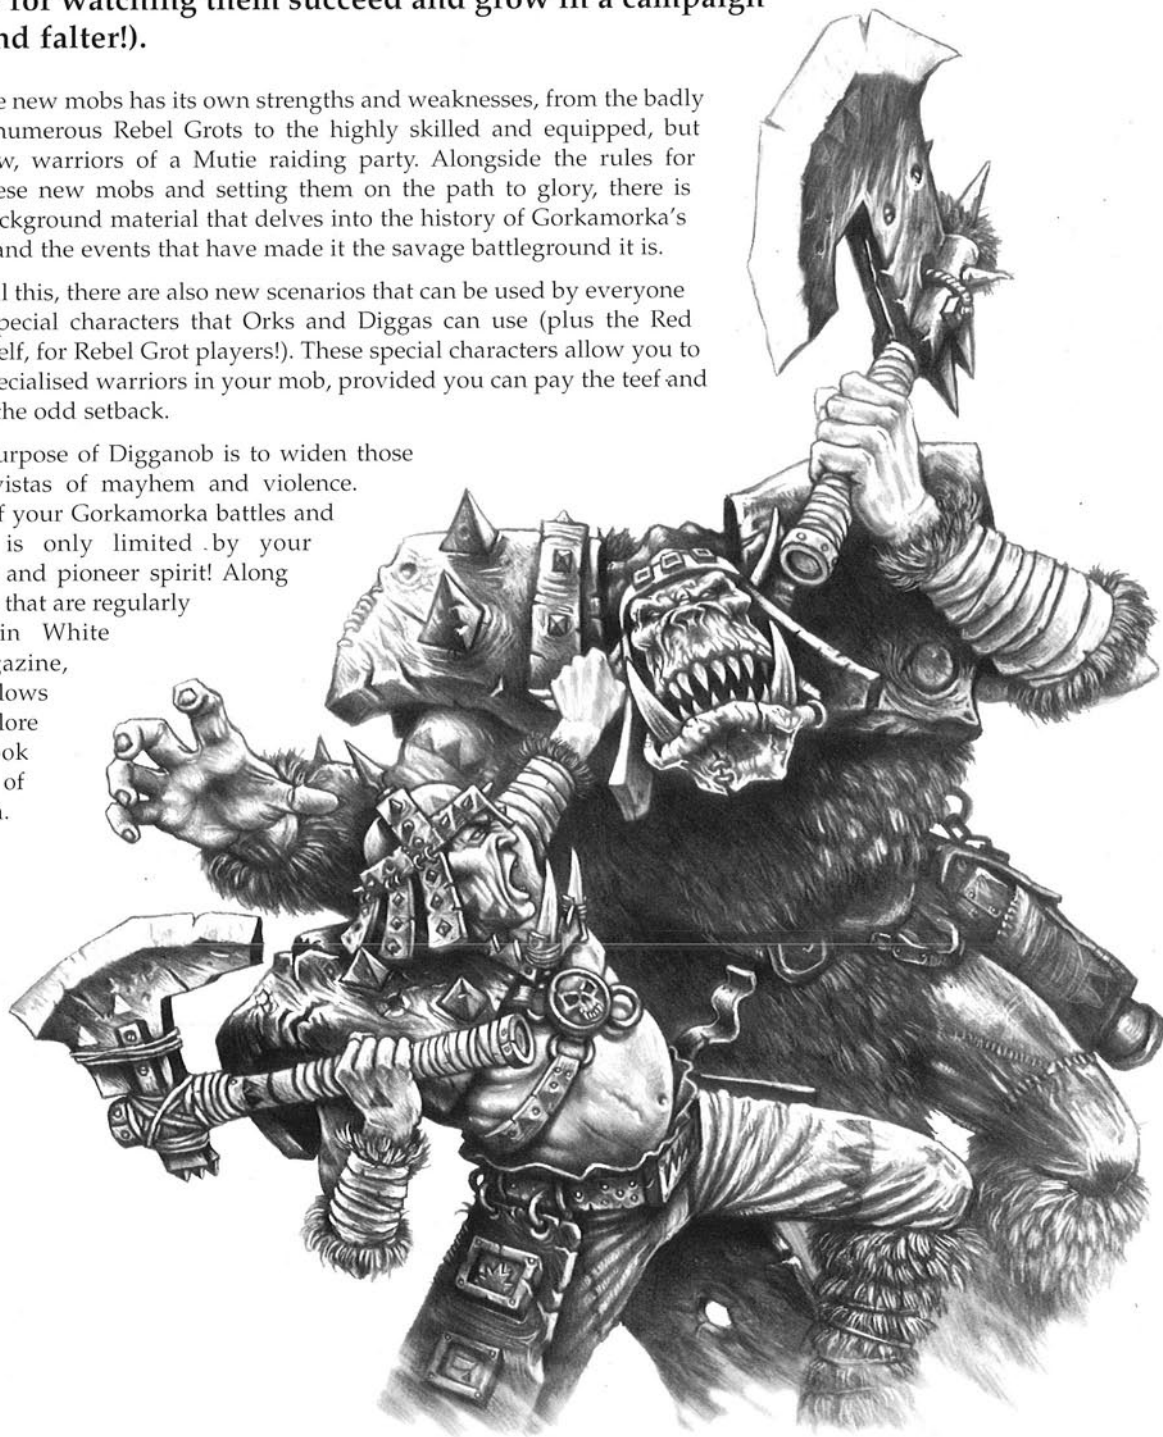 for watching them succeed and grow in a campaign
nd falter!).
e new mobs has its own strengths and weaknesses, from the badly
numerous Rebel Grots to the highly skilled and equipped, but
w, warriors of a Mutie raiding party. Alongside the rules for
ese new mobs and setting them on the path to glory, there is
ckground material that delves into the history of Gorkamorka's
and the events that have made it the savage battleground it is.
l this, there are also new scenarios that can be used by everyone
pecial characters that Orks and Diggas can use (plus the Red
elf, for Rebel Grot players!). These special characters allow you to
ecialised warriors in your mob, provided you can pay the teef and
the odd setback.
urpose of Digganob is to widen those
vistas of mayhem and violence.
f your Gorkamorka battles and
is only limited by your
and pioneer spirit! Along
that are regularly
in White
gazine,
lows
lore
ok
of